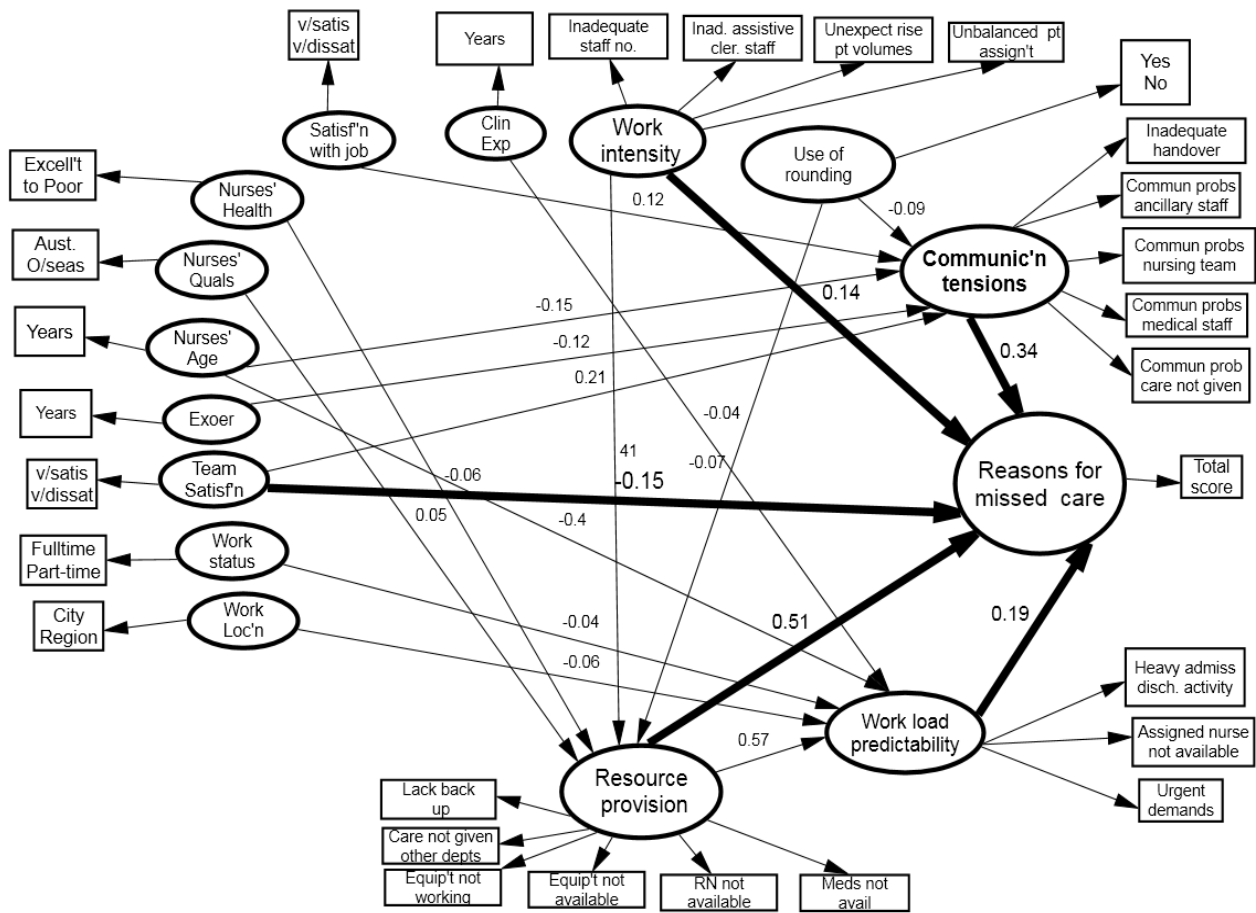 v/satis
v/dissat
Years
Inadequate
staff no.
Inad. assistive
cler. staff
Unexpect rise
pt volumes
Unbalanced pt
assign't
Yes
No
Satisf"n
with job
Clin
Exp
Work
intensity
Use of
rounding
Inadequate
handover
Excell't
to Poor
Nurses'
Health
0.12
-0.09
Commun probs
ancillary staff
Aust.
O/seas
Nurses'
Quals
Communic'n
tensions
Commun probs
nursing team
0.14
-0.15
Commun probs
medical staff
Years
Nurses'
Age
-0.12
0.34
Commun prob
care not given
0.21
Years
Exoer
-0.04
v/satis
v/dissat
Team
Satisf'n
-0.06
41
-0.07
-0.15
Reasons for
missed care
Total
score
0.05
-0.4
Fulltime
Part-time
Work
status
City
Region
Work
Loc'n
-0.04
-0.06
0.51
0.19
Heavy admiss
disch. activity
Work load
predictability
0.57
Assigned nurse
not available
Resource
provision
Urgent
demands
Lack back
up
Care not given
other depts
Equip't not
working
Equip't not
available
RN not
available
Meds not
avail